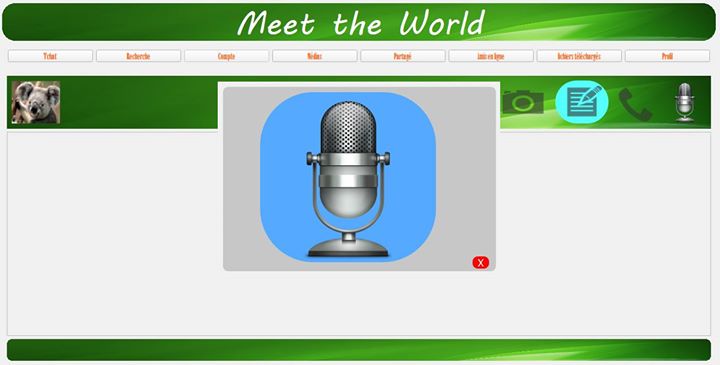 Meet the World
Tchat Recherche Compte Médias Partagé Amis en ligne fichiers téléchargés Profil
X